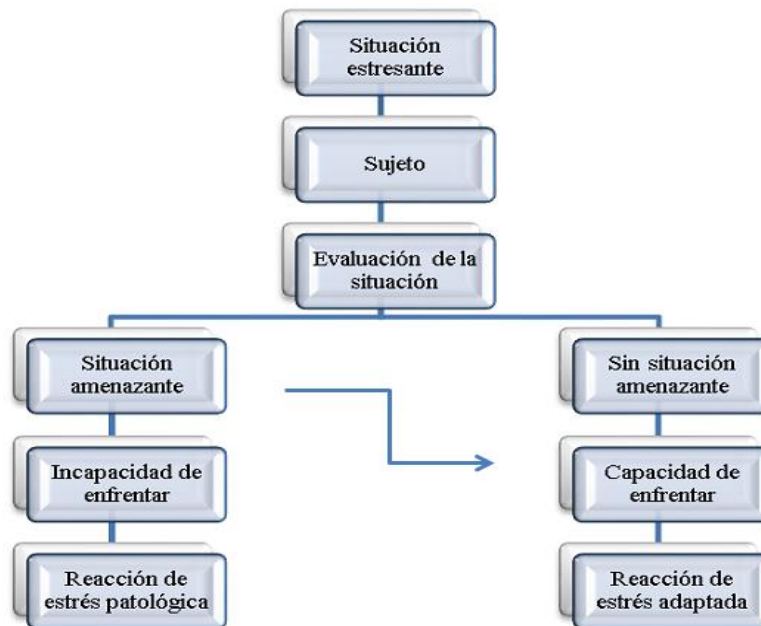 Situación
estresante
Sujeto
Evaluación de la
situación
Situación
amenazante
Sin situación
amenazante
Incapacidad de
enfrentar
Capacidad de
enfrentar
Reacción de
estrés patológica
Reacción de
estrés adaptada